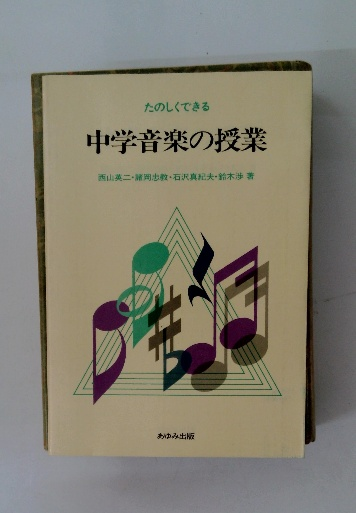 たのしくできる
中学音楽の授業
西山英二・諸岡忠教・石沢真紀夫・鈴木渉 著
あゆみ出版